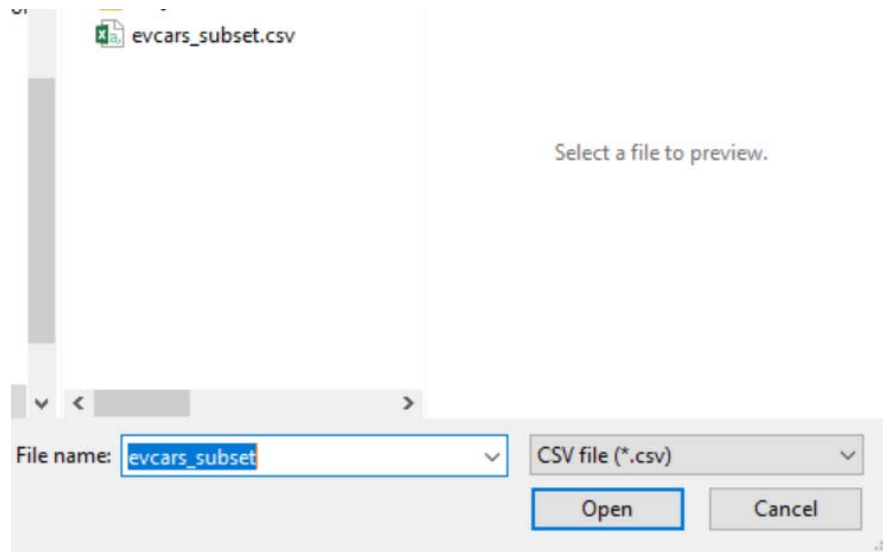 evcars_subset.csv
Select a file to preview.
File name: evcars_subset CSV file (*.csv)
Open Cancel